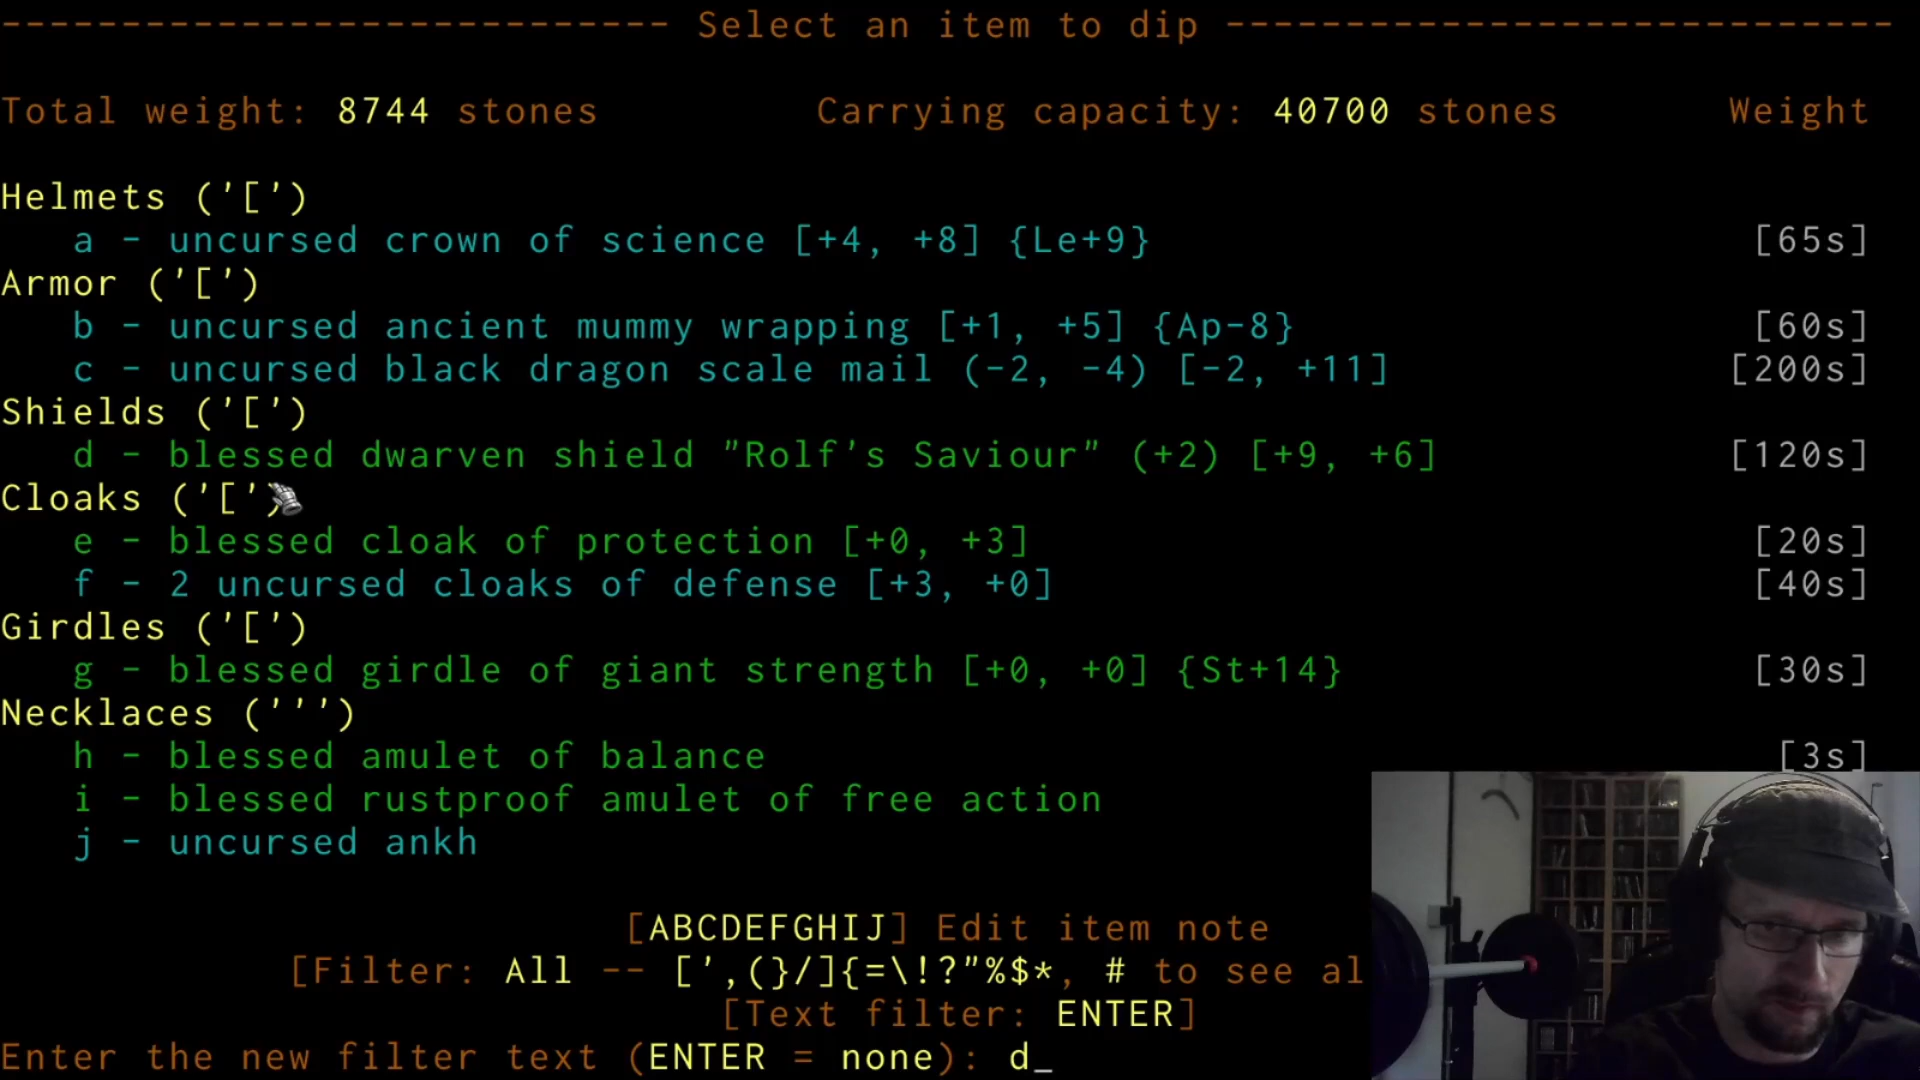 ---------------------------- Select an item to dip ----------------------------
Total weight: 8744 stones Carrying capacity: 40700 stones Weight
Helmets ('[')
a - uncursed crown of science [+4, +8] {Le+9} [65s]
Armor ('[')
b - uncursed ancient mummy wrapping [+1, +5] {Ap-8} [60s]
c - uncursed black dragon scale mail (-2, -4) [-2, +11] [200s]
Shields ('[')
d - blessed dwarven shield "Rolf's Saviour" (+2) [+9, +6] [120s]
Cloaks ('[')
e - blessed cloak of protection [+0, +3] [20s]
f - 2 uncursed cloaks of defense [+3, +0] [40s]
Girdles ('[')
g - blessed girdle of giant strength [+0, +0] {St+14} [30s]
Necklaces (''')
h - blessed amulet of balance [3s]
i - blessed rustproof amulet of free action
j - uncursed ankh
[ABCDEFGHIJ] Edit item note
[Filter: All -- [',(}/]{=\!?"%$*, # to see al
[Text filter: ENTER]
Enter the new filter text (ENTER = none): d_